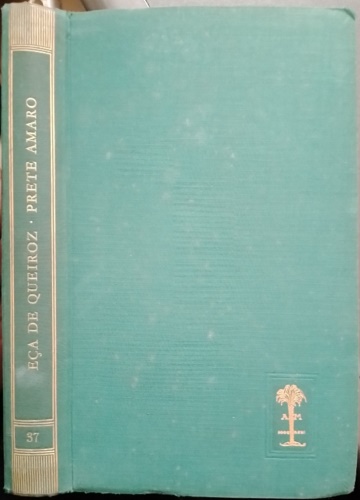 EÇA DE QUEIROZ · PRETE AMARO
37
A M